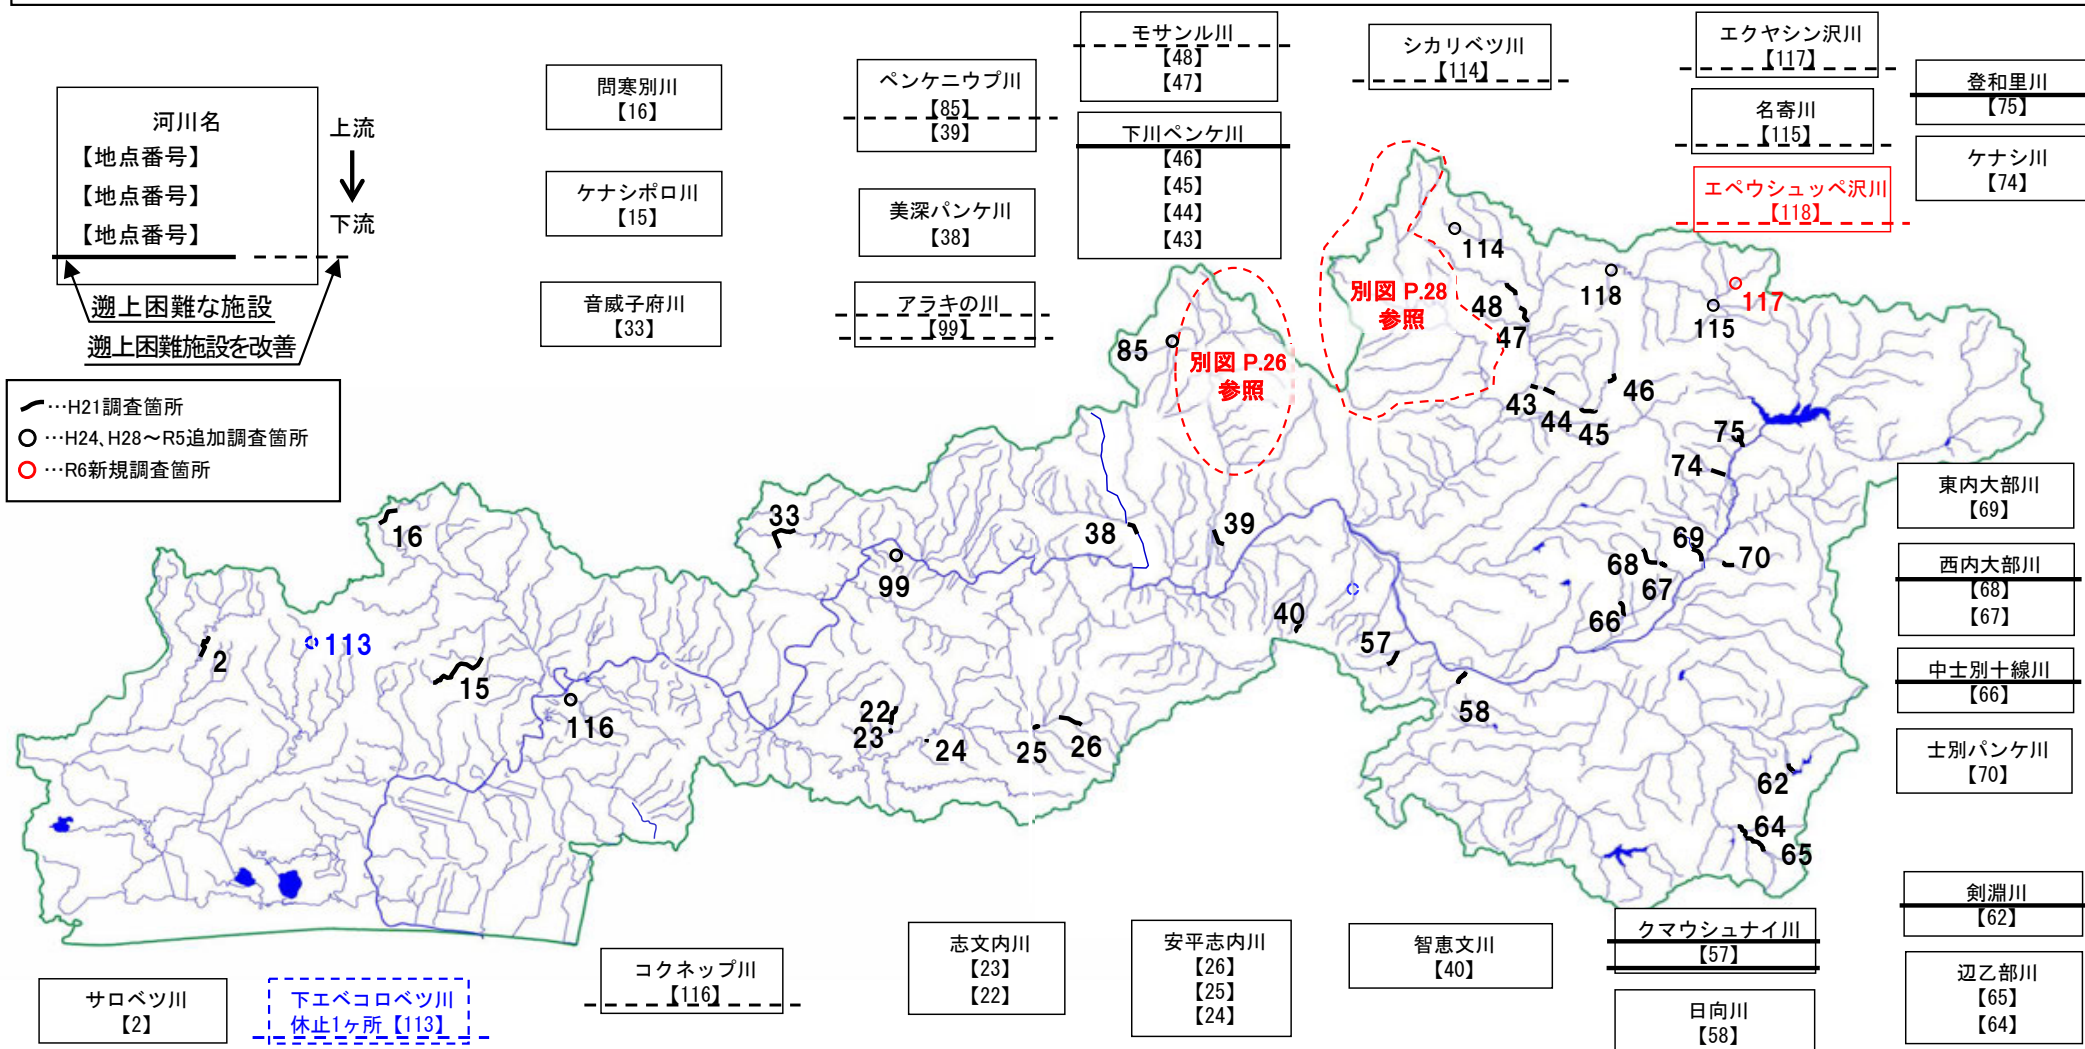 河川名
【地点番号】
【地点番号】
【地点番号】
上流
下流
遡上困難な施設
遡上困難施設を改善
…H21調査箇所
…H24、H28～R5追加調査箇所
…R6新規調査箇所
問寒別川
【16】
ケナシポロ川
【15】
音威子府川
【33】
ペンケニウプ川
【85】
【39】
美深パンケ川
【38】
アラキの川
【99】
モサンル川
【48】
【47】
下川ペンケ川
【46】
【45】
【44】
【43】
シカリベツ川
【114】
エクヤシン沢川
【117】
名寄川
【115】
エペウシュッペ沢川
【118】
登和里川
【75】
ケナシ川
【74】
別図 P.26
参照
別図 P.28
参照
114
48
47
118
115
117
85
43
44
45
46
75
74
16
33
99
38
39
69
68
67
70
66
2
113
15
116
22
23
24
25
26
40
57
58
62
64
65
東内大部川
【69】
西内大部川
【68】
【67】
中士別十線川
【66】
士別パンケ川
【70】
剣淵川
【62】
辺乙部川
【65】
【64】
サロベツ川
【2】
下エベコロベツ川
休止1ヶ所【113】
コクネップ川
【116】
志文内川
【23】
【22】
安平志内川
【26】
【25】
【24】
智恵文川
【40】
クマウシュナイ川
【57】
日向川
【58】